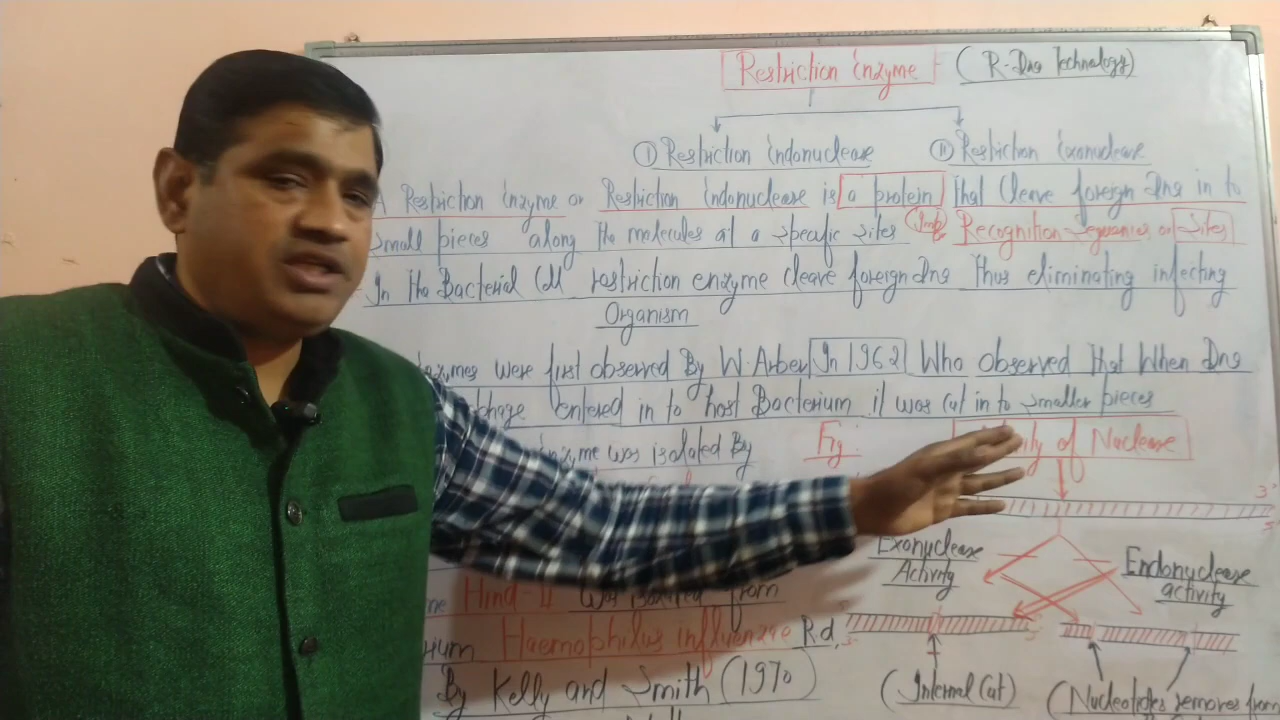 Restriction Enzyme (R-Dna Technology)
① Restriction Endonuclease ② Restriction Exonuclease
A Restriction Enzyme or Restriction Endonuclease is a protein That Cleave foreign Dna in to
Small pieces along The molecules at a specific sites (Imp) Recognition Sequences or Sites
In The Bacterial Cell restriction enzyme cleave foreign Dna Thus eliminating infecting
Organism
were first observed By W. Arber In 1962 Who observed That When Dna
entered in to host Bacterium it was Cut in to smaller pieces
was isolated By Fig: of Nuclease
3'
5'
Exonuclease Activity
Endonuclease activity
Hind-II Was isolated from
Haemophilus influenzae R.d.
By Kelly and Smith (1970)
(Internal Cut) (Nucleotides removes from